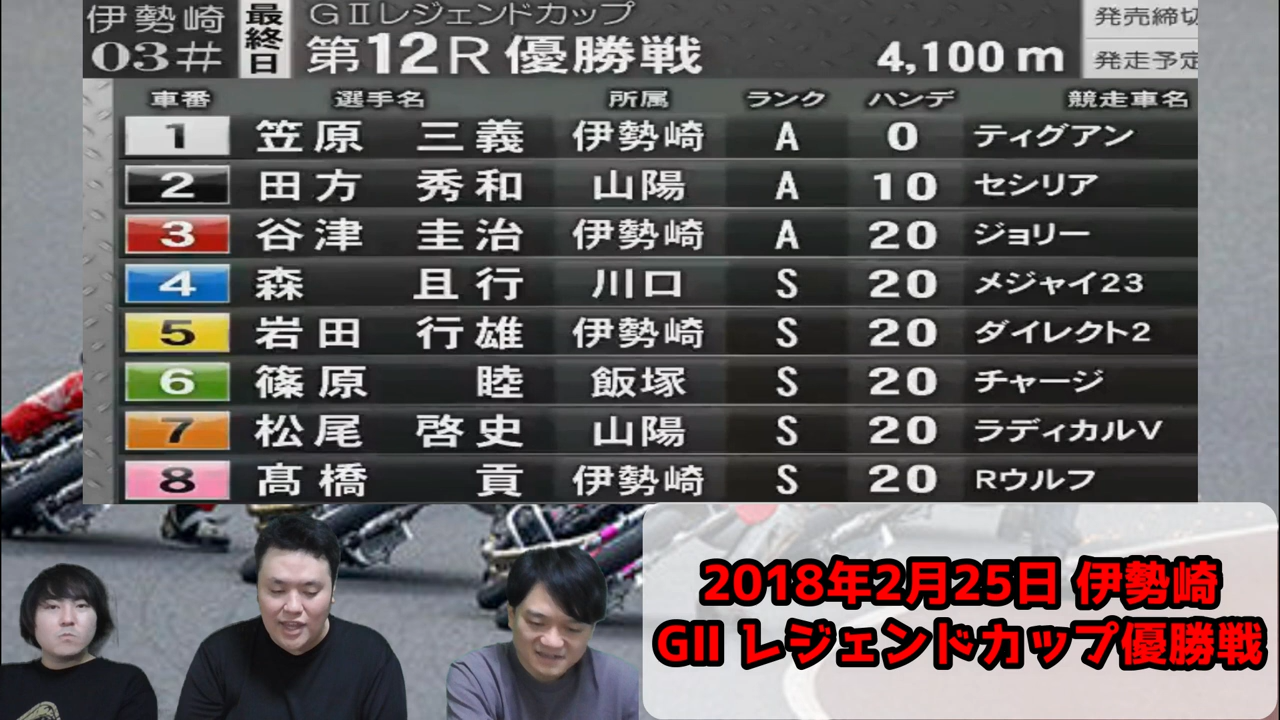 伊勢崎 最終日 GⅡレジェンドカップ 発売締切
03# 第12R 優勝戦 4,100m 発走予定
車番 選手名 所属 ランク ハンデ 競走車名
1 笠原 三義 伊勢崎 A 0 ティグアン
2 田方 秀和 山陽 A 10 セシリア
3 谷津 圭治 伊勢崎 A 20 ジョリー
4 森 且行 川口 S 20 メジャイ23
5 岩田 行雄 伊勢崎 S 20 ダイレクト2
6 篠原 睦 飯塚 S 20 チャージ
7 松尾 啓史 山陽 S 20 ラディカルV
8 髙橋 貢 伊勢崎 S 20 Rウルフ
2018年2月25日 伊勢崎
GII レジェンドカップ優勝戦